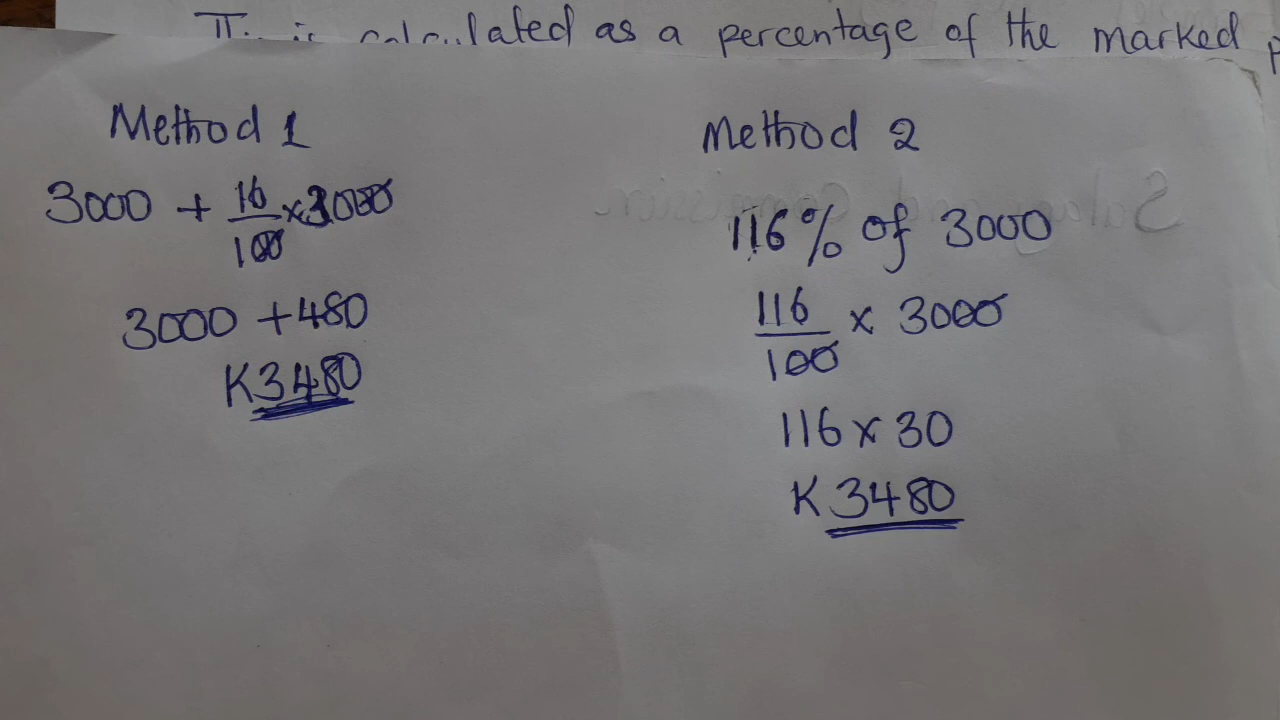 is calculated as a percentage of the marked
Method 1
3000 + 16/100 x 3000
3000 + 480
K3480
Method 2
116% of 3000
116/100 x 3000
116 x 30
K3480